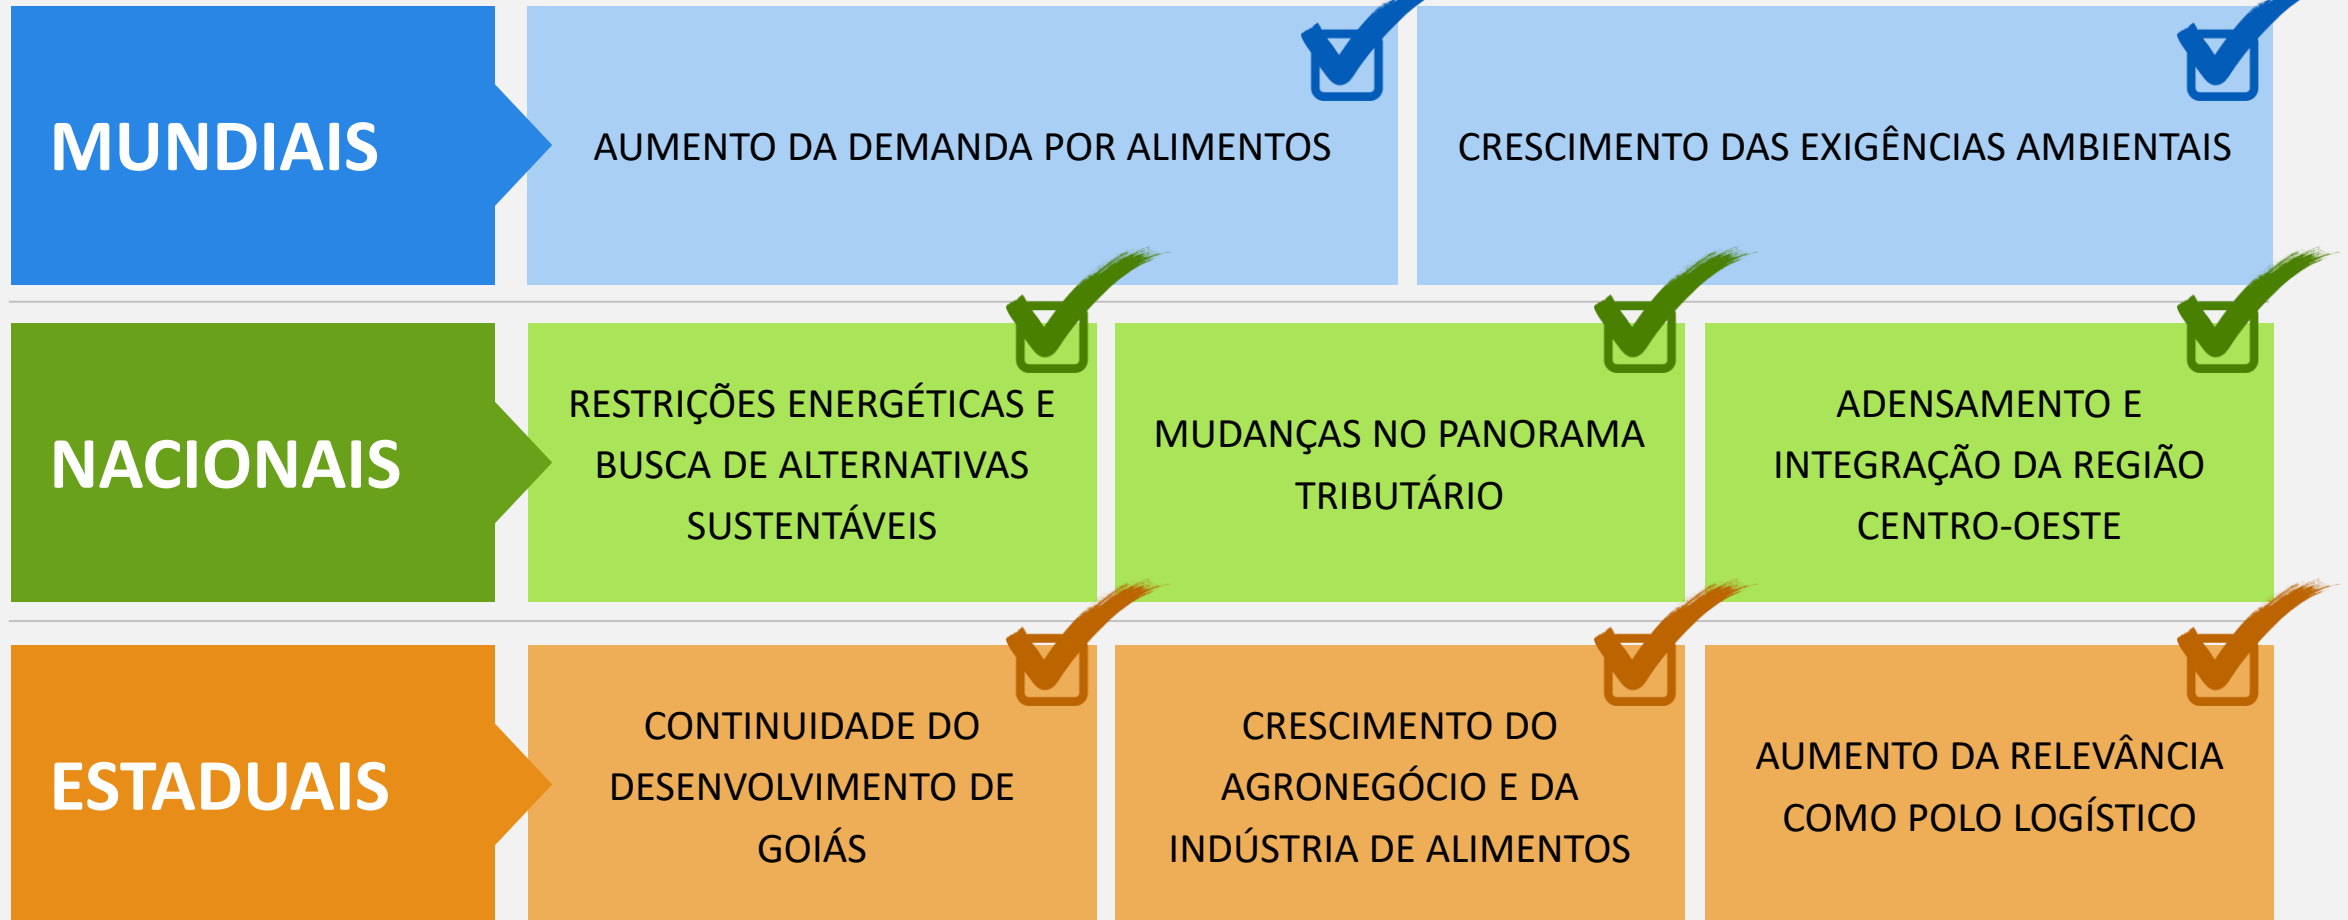 MUNDIAIS
AUMENTO DA DEMANDA POR ALIMENTOS
CRESCIMENTO DAS EXIGÊNCIAS AMBIENTAIS
NACIONAIS
RESTRIÇÕES ENERGÉTICAS E
BUSCA DE ALTERNATIVAS
SUSTENTÁVEIS
MUDANÇAS NO PANORAMA
TRIBUTÁRIO
ADENSAMENTO E
INTEGRAÇÃO DA REGIÃO
CENTRO-OESTE
ESTADUAIS
CONTINUIDADE DO
DESENVOLVIMENTO DE
GOIÁS
CRESCIMENTO DO
AGRONEGÓCIO E DA
INDÚSTRIA DE ALIMENTOS
AUMENTO DA RELEVÂNCIA
COMO POLO LOGÍSTICO